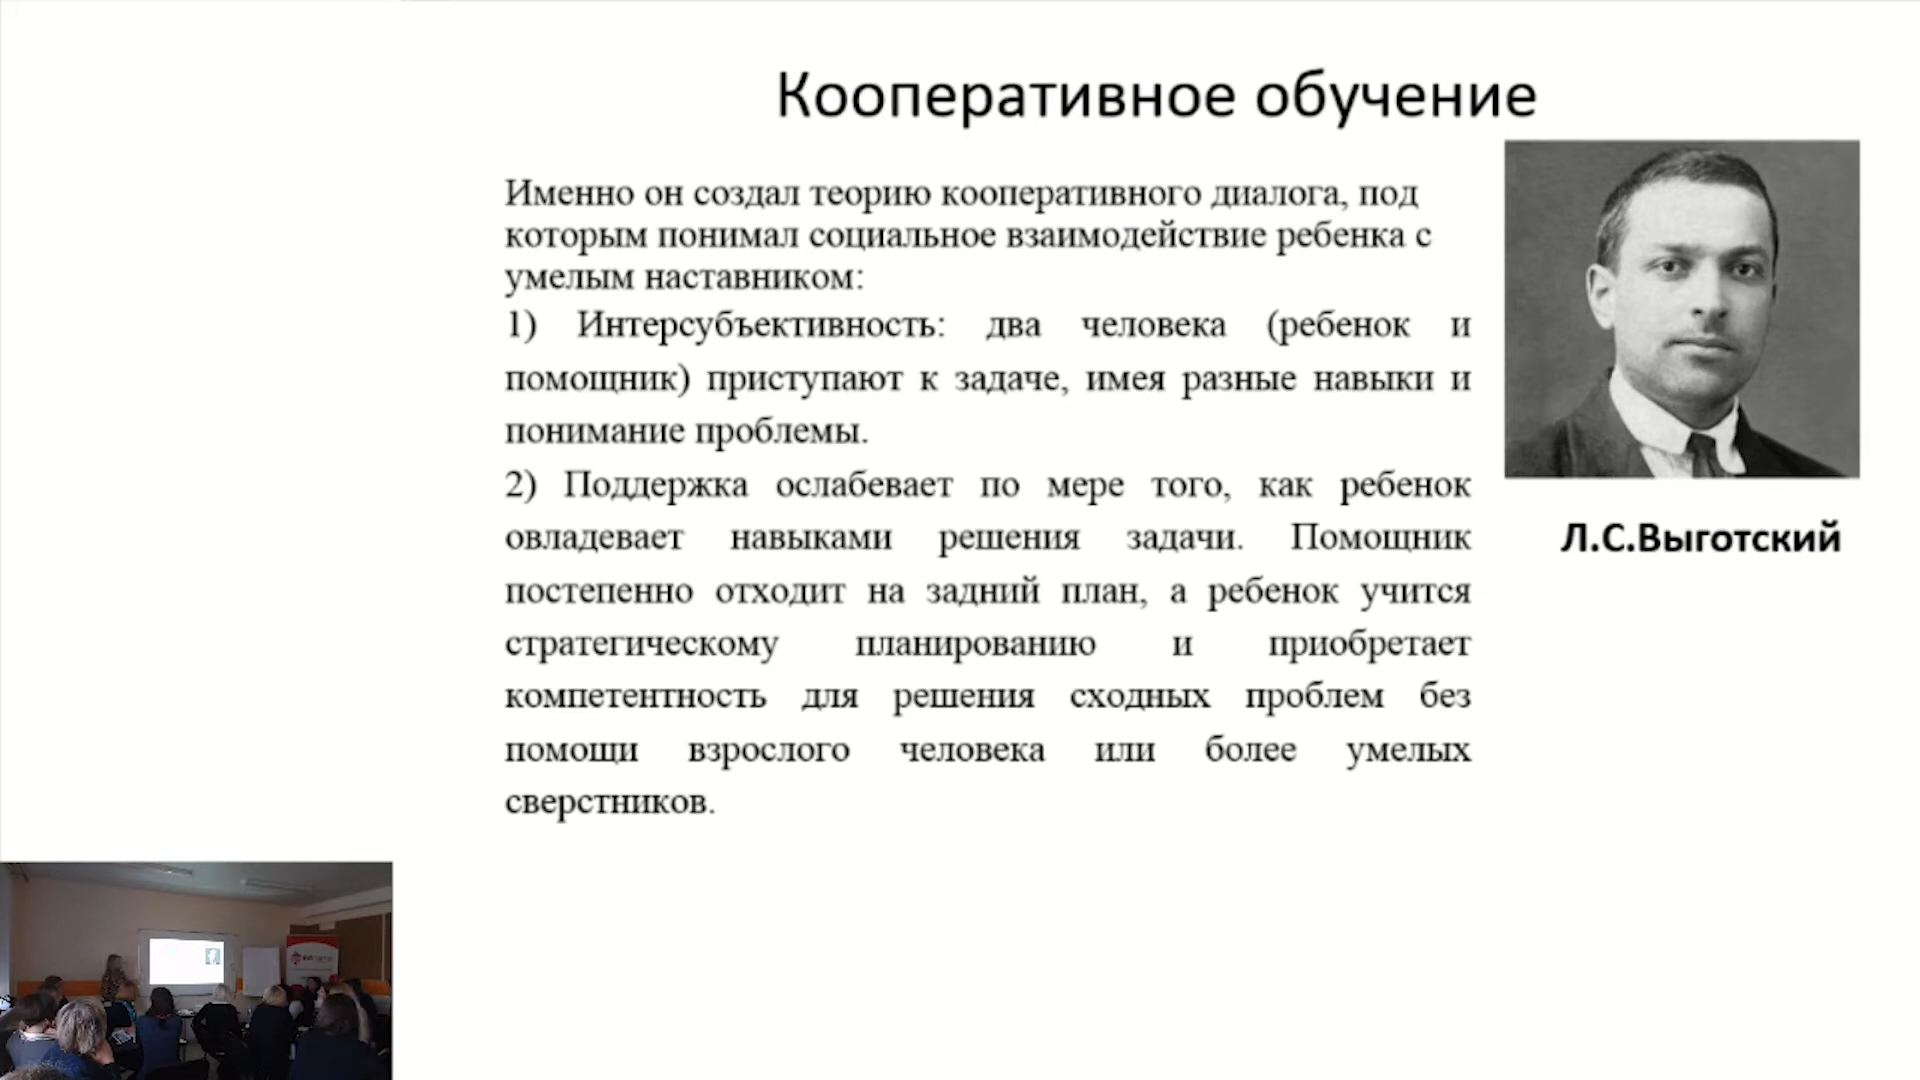 Кооперативное обучение
Именно он создал теорию кооперативного диалога, под
которым понимал социальное взаимодействие ребенка с
умелым наставником:
1) Интерсубъективность: два человека (ребенок и
помощник) приступают к задаче, имея разные навыки и
понимание проблемы.
2) Поддержка ослабевает по мере того, как ребенок
овладевает навыками решения задачи. Помощник
постепенно отходит на задний план, а ребенок учится
стратегическому планированию и приобретает
компетентность для решения сходных проблем без
помощи взрослого человека или более умелых
сверстников.
Л.С.Выготский